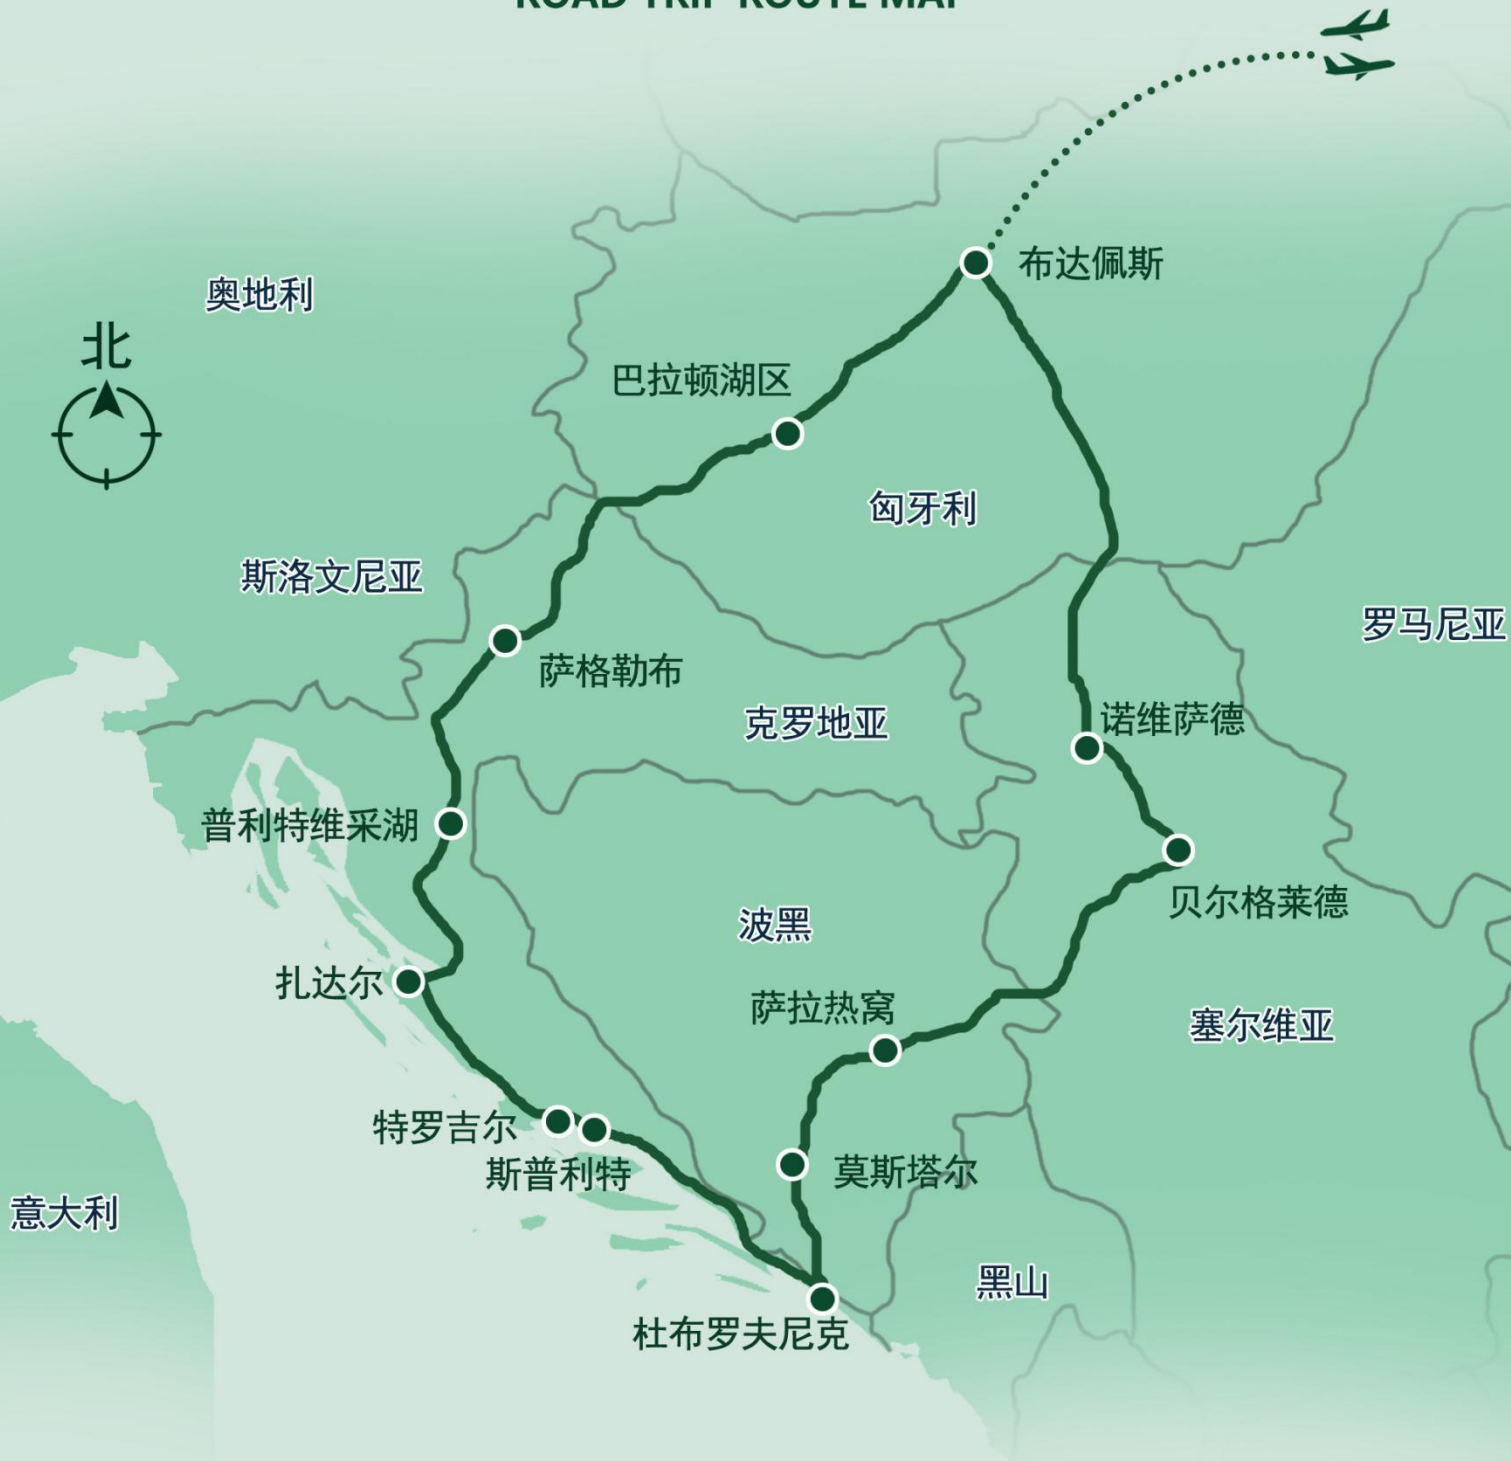 ROAD TRIP ROUTE MAP
布达佩斯
奥地利
北
巴拉顿湖区
匈牙利
斯洛文尼亚
罗马尼亚
萨格勒布
克罗地亚
诺维萨德
普利特维采湖
贝尔格莱德
波黑
扎达尔
萨拉热窝
塞尔维亚
特罗吉尔
斯普利特
莫斯塔尔
意大利
黑山
杜布罗夫尼克